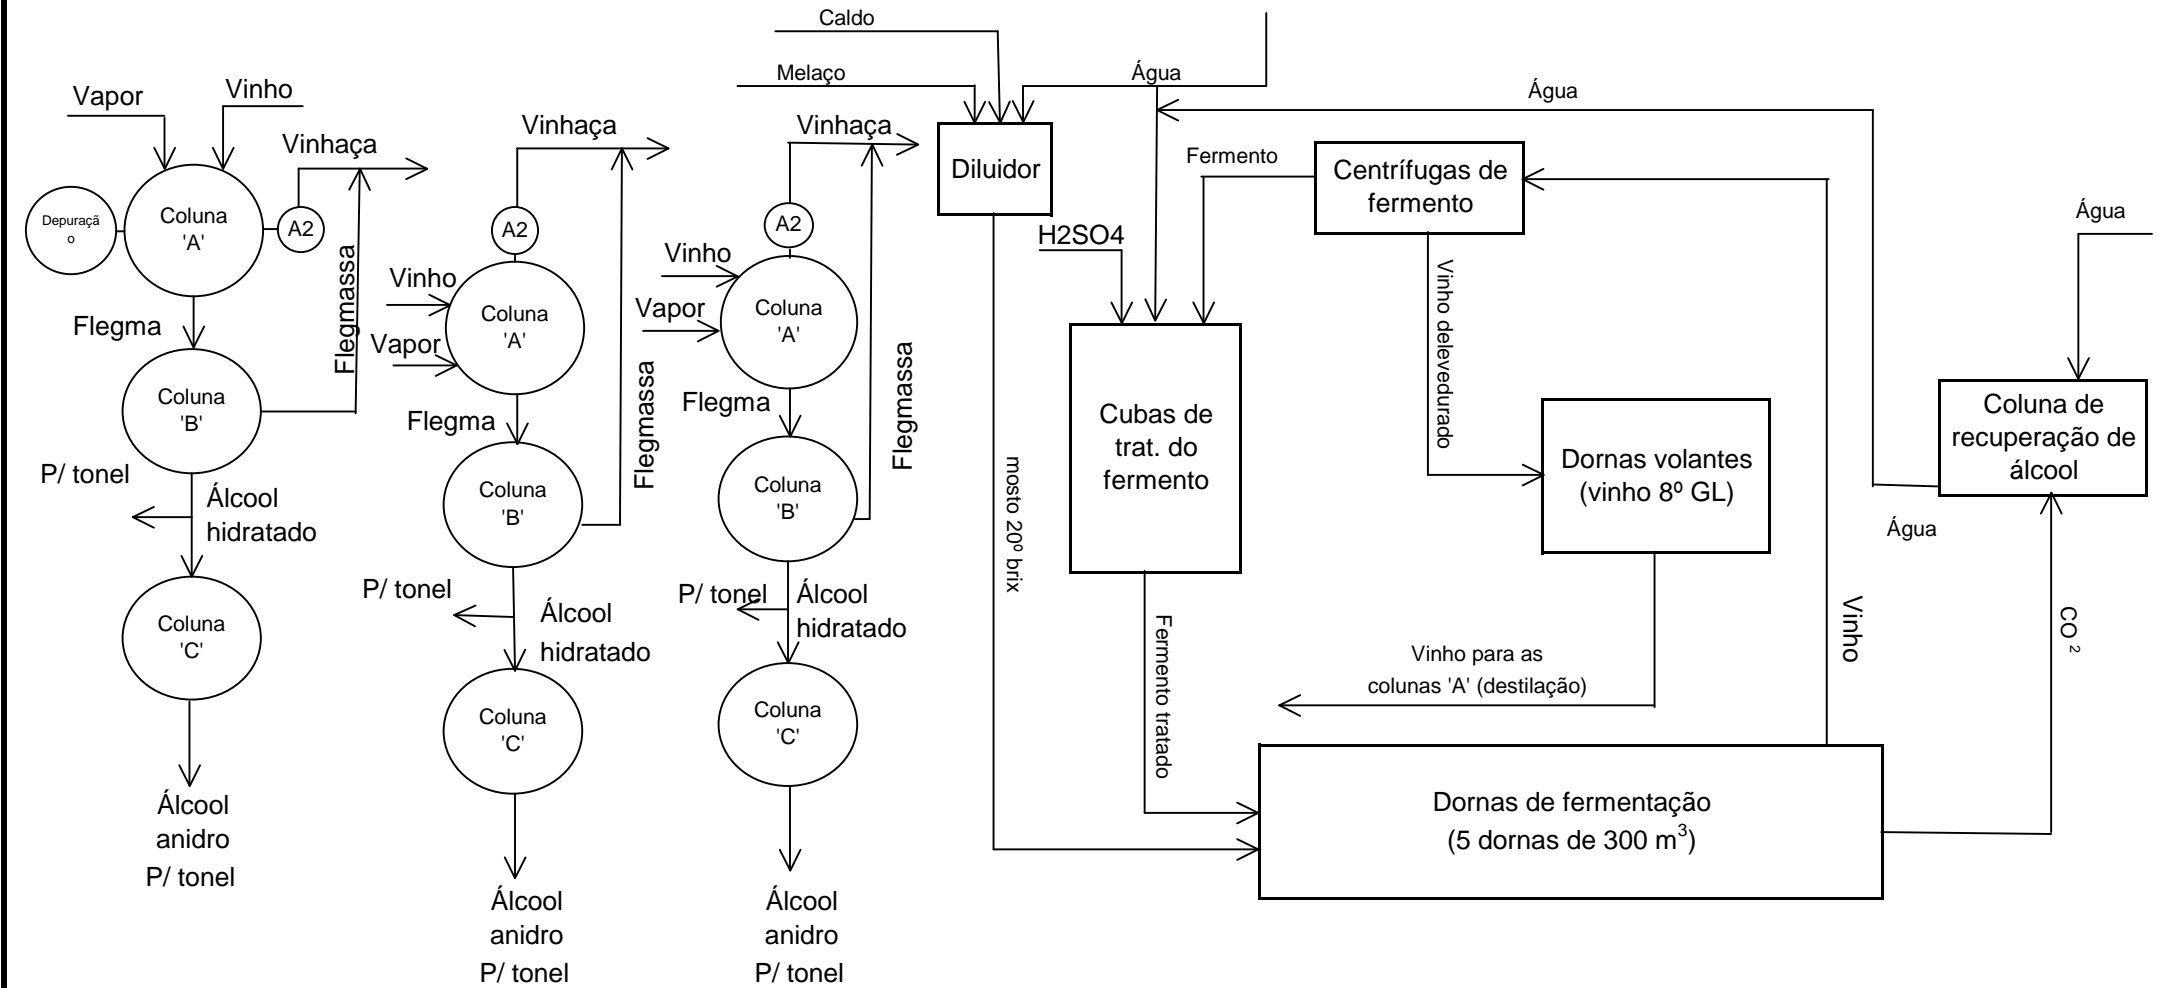 Caldo
Melaço
Água
Água
Vapor
Vinho
Vinhaça
Vinhaça
Vinhaça
Diluidor
Fermento
Centrífugas de
fermento
Depuraçã
o
Coluna
'A'
A2
A2
A2
H2SO4
Água
Vinho
Vapor
Coluna
'A'
Vinho
Vapor
Coluna
'A'
Flegma
Flegmassa
Vinho delevedurado
Coluna
'B'
Flegma
Flegmassa
Flegma
Flegmassa
Cubas de
trat. do
fermento
Coluna de
recuperação de
álcool
Dornas volantes
(vinho 8º GL)
P/ tonel
Álcool
hidratado
Coluna
'B'
Coluna
'B'
mosto 20º brix
Água
P/ tonel
Álcool
hidratado
P/ tonel
Álcool
hidratado
Coluna
'C'
Fermento tratado
Vinho para as
colunas 'A' (destilação)
Vinho
CO 2
Coluna
'C'
Coluna
'C'
Álcool
anidro
P/ tonel
Dornas de fermentação
(5 dornas de 300 m3)
Álcool
anidro
P/ tonel
Álcool
anidro
P/ tonel